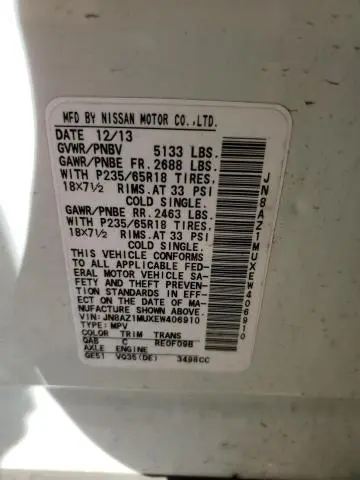 MFD BY NISSAN MOTOR CO.,LTD.
DATE 12/13
GVWR/PNBV 5133 LBS.
GAWR/PNBE FR. 2688 LBS.
WITH P235/65R18 TIRES.
18X7½ RIMS.AT 33 PSI
COLD SINGLE.
GAWR/PNBE RR. 2463 LBS.
WITH P235/65R18 TIRES.
18X7½ RIMS.AT 33 PSI
COLD SINGLE.
THIS VEHICLE CONFORMS
TO ALL APPLICABLE FED-
ERAL MOTOR VEHICLE SA-
FETY AND THEFT PREVEN-
TION STANDARDS IN EFF-
ECT ON THE DATE OF MA-
NUFACTURE SHOWN ABOVE.
VIN:JN8AZ1MUXEW406910
TYPE: MPV
COLOR TRIM TRANS
QAB C RE0F09B
AXLE ENGINE
GE51 VQ35(DE) 3498CC
JN8AZ1MUXEW406910